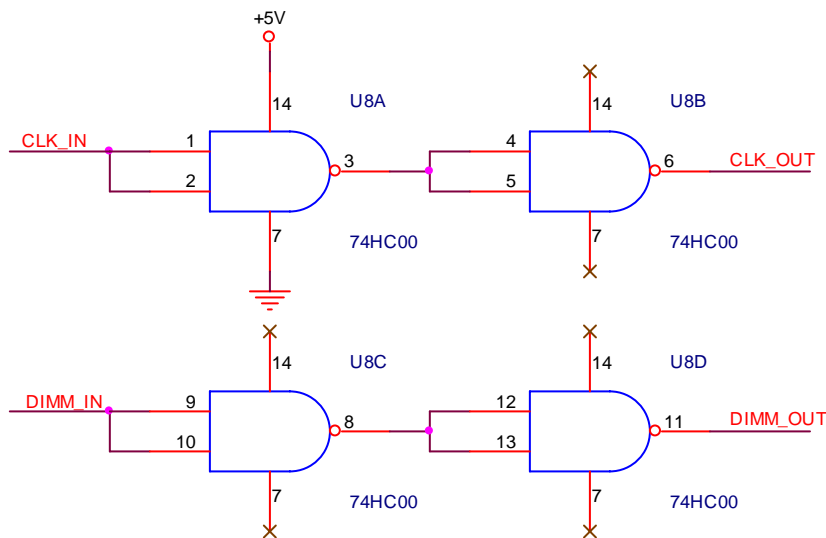 +5V
14 U8A 14 U8B
CLK_IN 1 3 4 6 CLK_OUT
2 5
7 74HC00 7 74HC00
14 U8C 14 U8D
DIMM_IN 9 8 12 11 DIMM_OUT
10 13
7 74HC00 7 74HC00